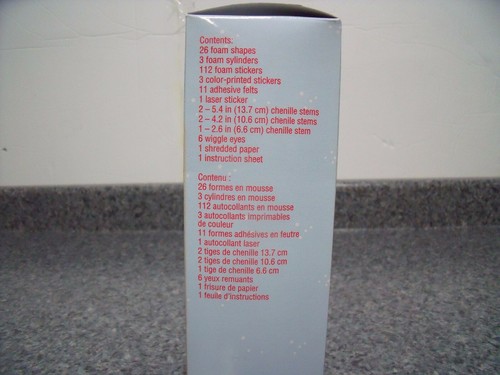 Contents:
26 foam shapes
3 foam sylinders
112 foam stickers
3 color-printed stickers
11 adhesive felts
1 laser sticker
2 – 5.4 in (13.7 cm) chenille stems
2 – 4.2 in (10.6 cm) chenille stems
1 – 2.6 in (6.6 cm) chenille stem
6 wiggle eyes
1 shredded paper
1 instruction sheet
Contenu :
26 formes en mousse
3 cylindres en mousse
112 autocollants en mousse
3 autocollants imprimables
de couleur
11 formes adhésives en feutre
1 autocollant laser
2 tiges de chenille 13.7 cm
2 tiges de chenille 10.6 cm
1 tige de chenille 6.6 cm
6 yeux remuants
1 frisure de papier
1 feuille d'instructions